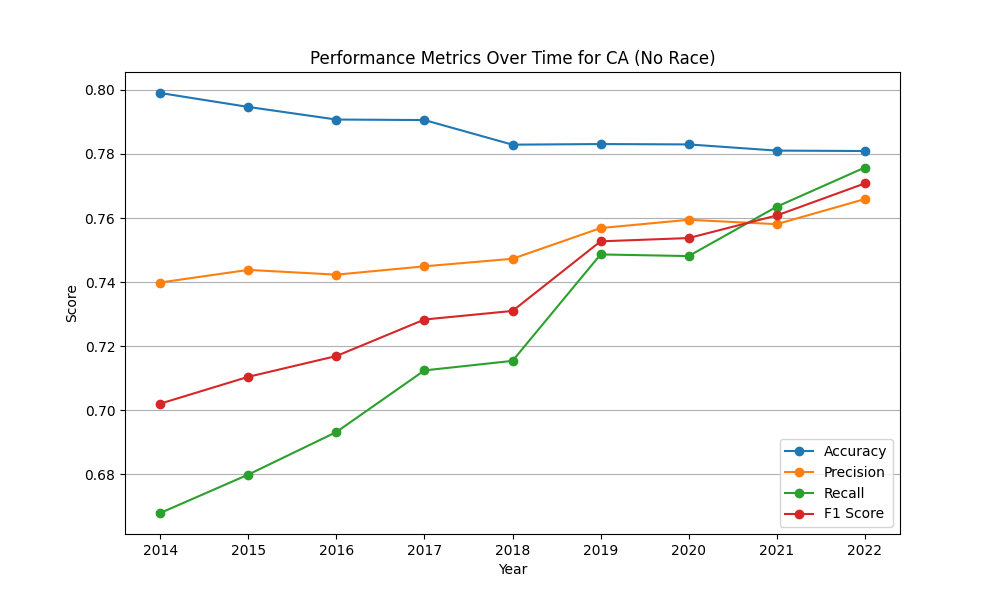 Performance Metrics Over Time for CA (No Race)
0.80
0.78
0.76
0.74
0.72
0.70
0.68
Score
Accuracy
Precision
Recall
F1 Score
2014 2015 2016 2017 2018 2019 2020 2021 2022
Year